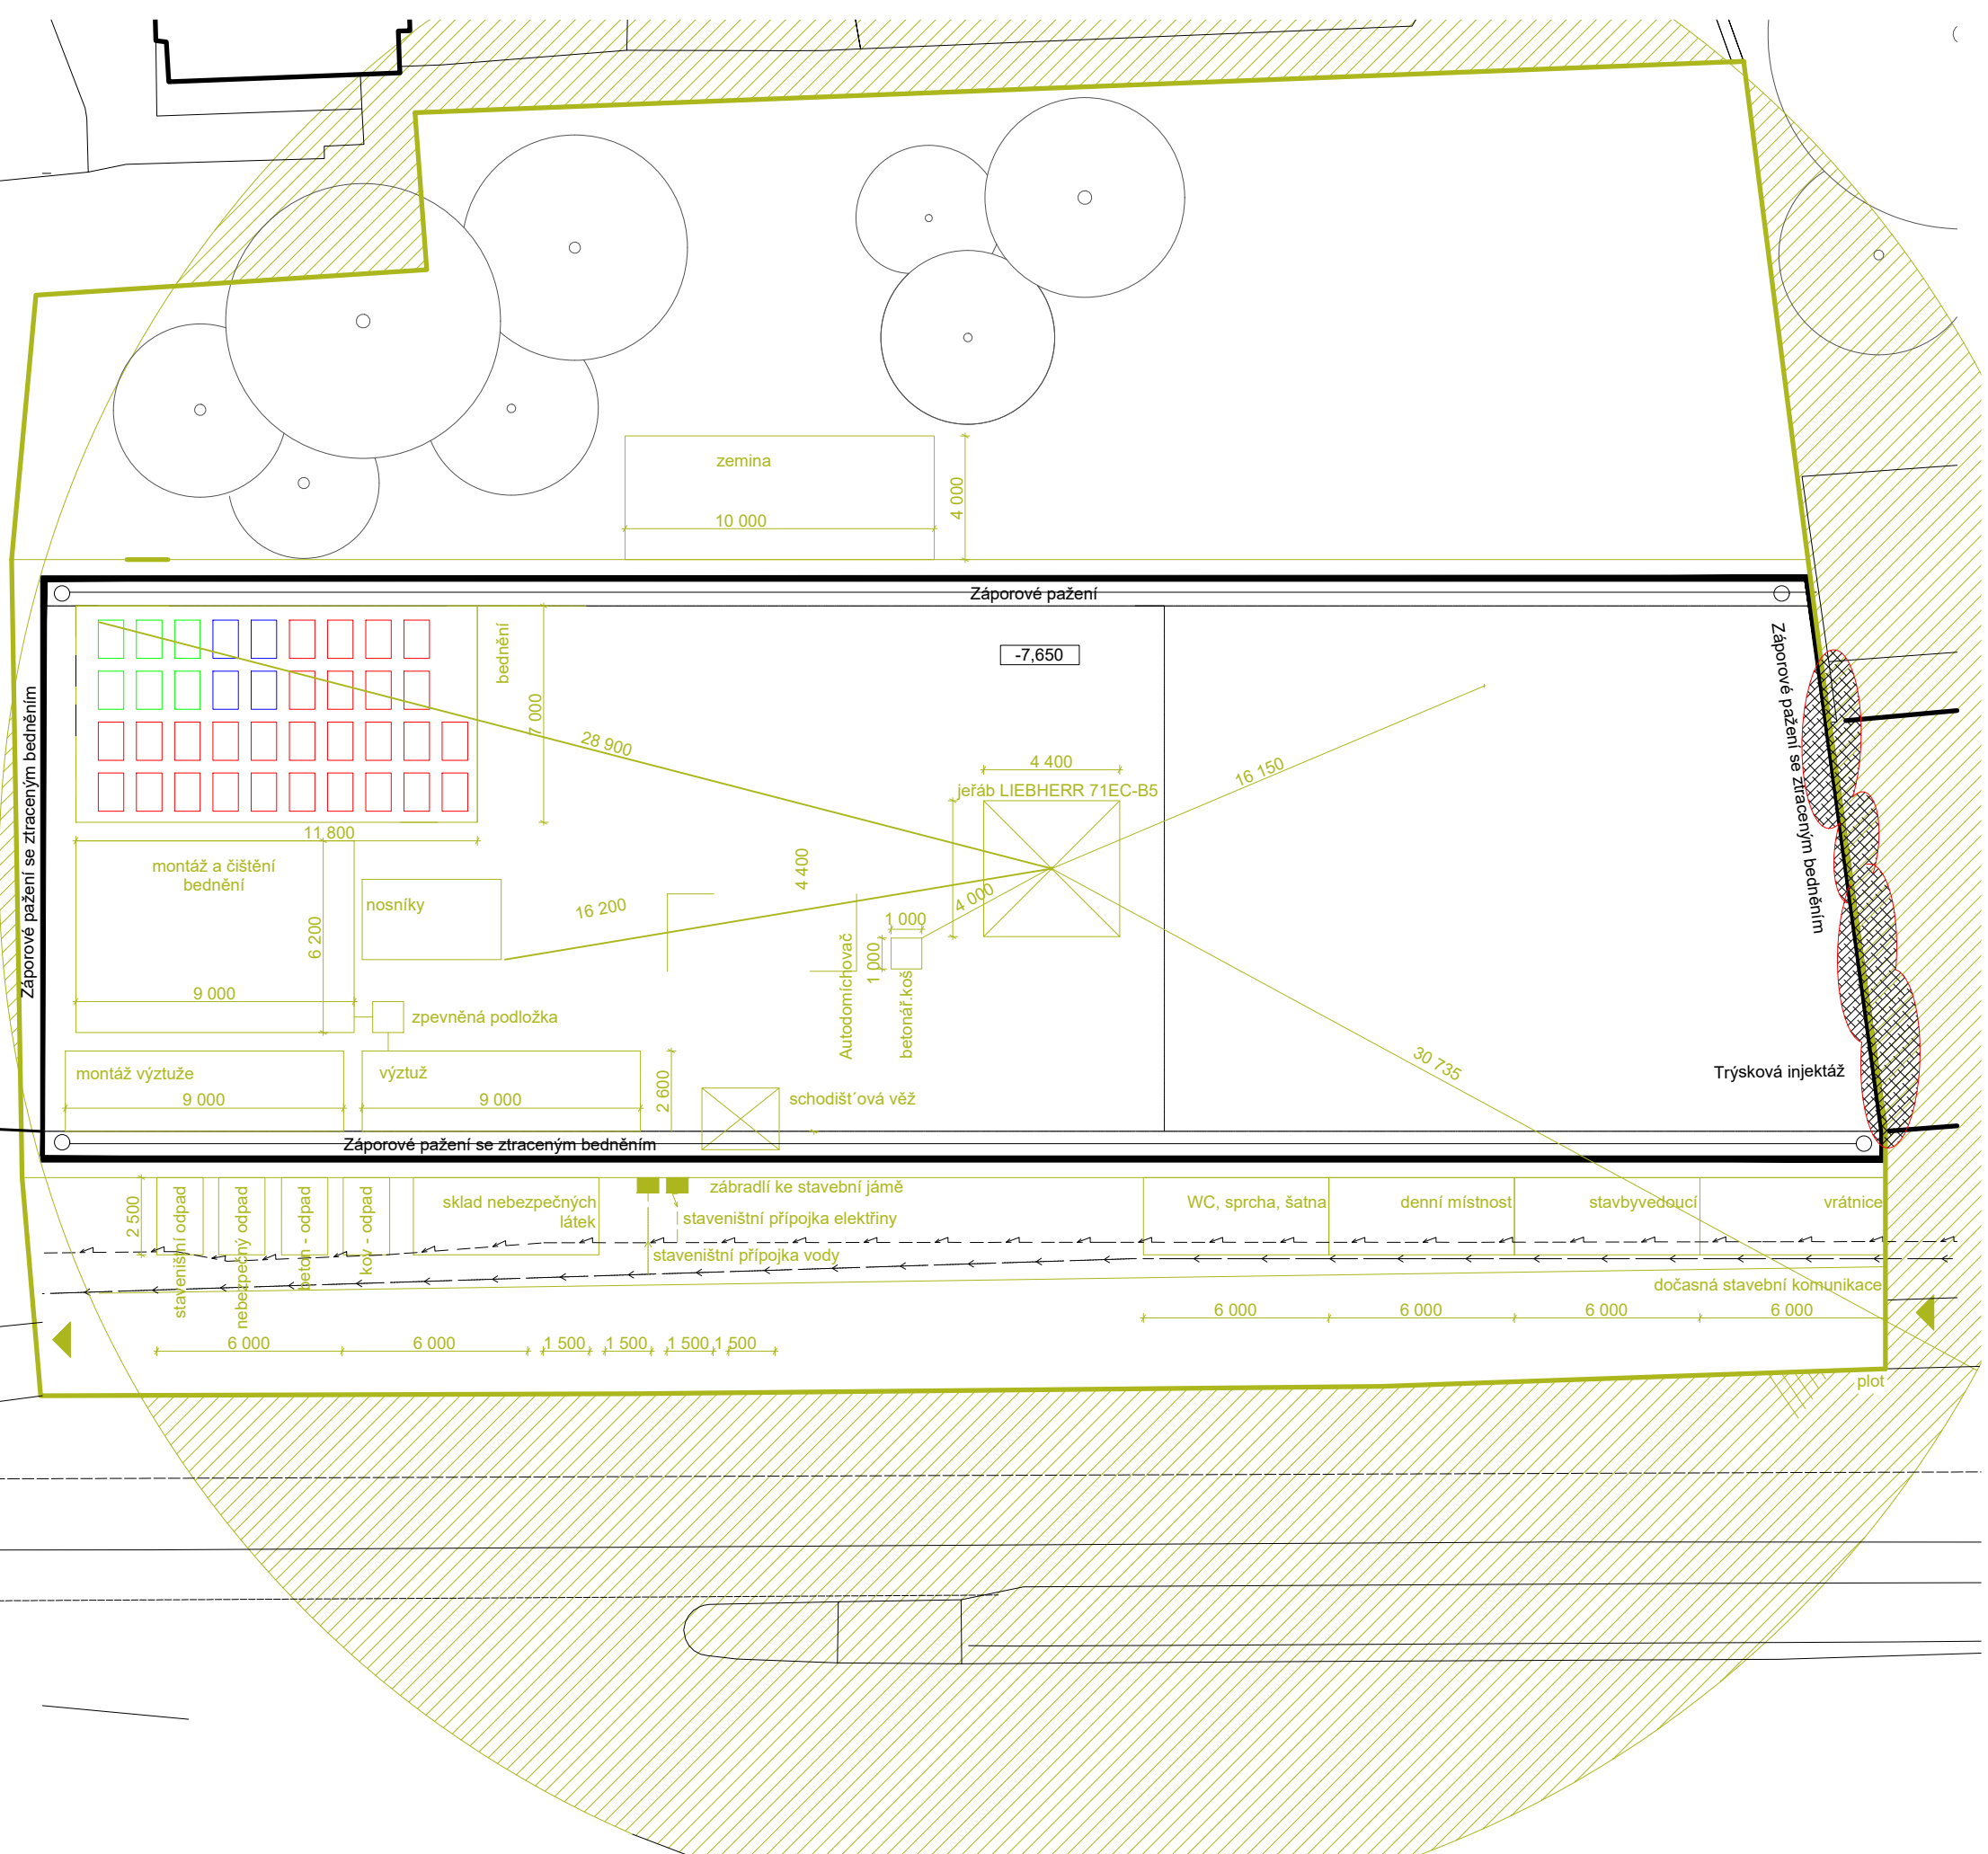 zemina
10 000
4 000
Záporové pažení
-7,650
bednění
7 000
28 900
11 800
4 400
jeřáb LIEBHERR 71EC-B5
16 150
4 400
Záporové pažení se ztraceným bedněním
Záporové pažení se ztraceným bedněním
montáž a čištění
bednění
nosníky
16 200
6 200
9 000
4 000
1 000
1 000
Autodomíchovač
betonář.koš
zpevněná podložka
montáž výztuže
9 000
výztuž
9 000
2 600
schodišt´ová věž
30 735
Trýsková injektáž
Záporové pažení se ztraceným bedněním
2 500
staveništní odpad
nebezpečný odpad
beton - odpad
kov - odpad
sklad nebezpečných
látek
zábradlí ke stavební jámě
staveništní přípojka elektřiny
staveništní přípojka vody
WC, sprcha, šatna
denní místnost
stavbyvedoucí
vrátnice
dočasná stavební komunikace
6 000
6 000
6 000
6 000
6 000
6 000
1 500
1 500
1 500
1 500
plot